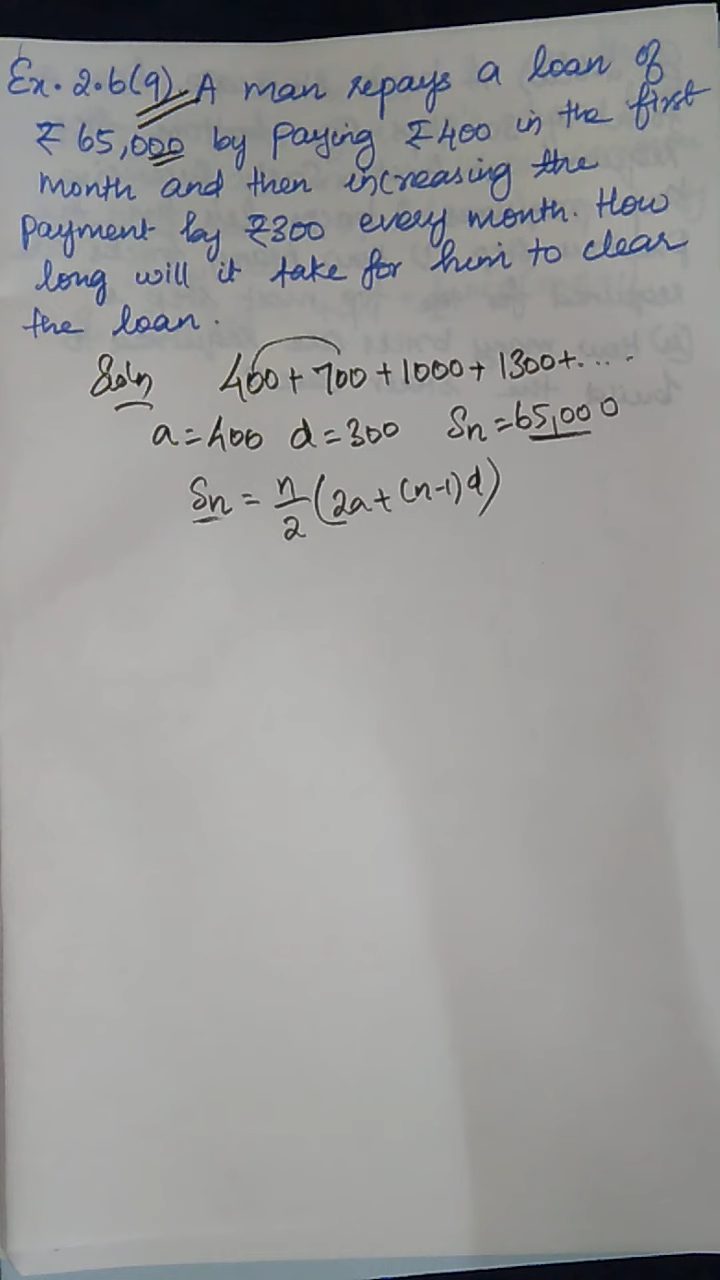 Ex. 2.6(9). A man repays a loan of
₹ 65,000 by paying ₹400 in the first
month and then increasing the
payment by ₹300 every month. How
long will it take for him to clear
the loan.
Soln 400 + 700 + 1000 + 1300 + ....
a = 400 d = 300 Sn = 65,000
Sn = n/2 (2a + (n-1)d)